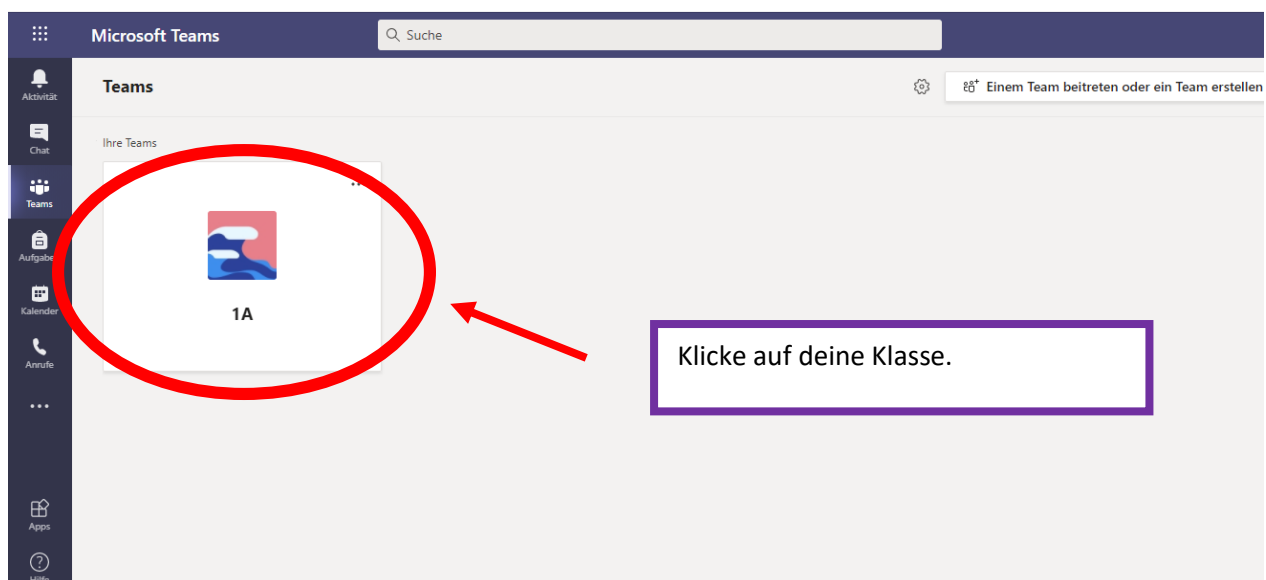 Microsoft Teams
Suche
Aktivität
Teams
Einem Team beitreten oder ein Team erstellen
Chat
Ihre Teams
Teams
Aufgabe
Kalender
1A
Anrufe
Klicke auf deine Klasse.
Apps
Hilfe